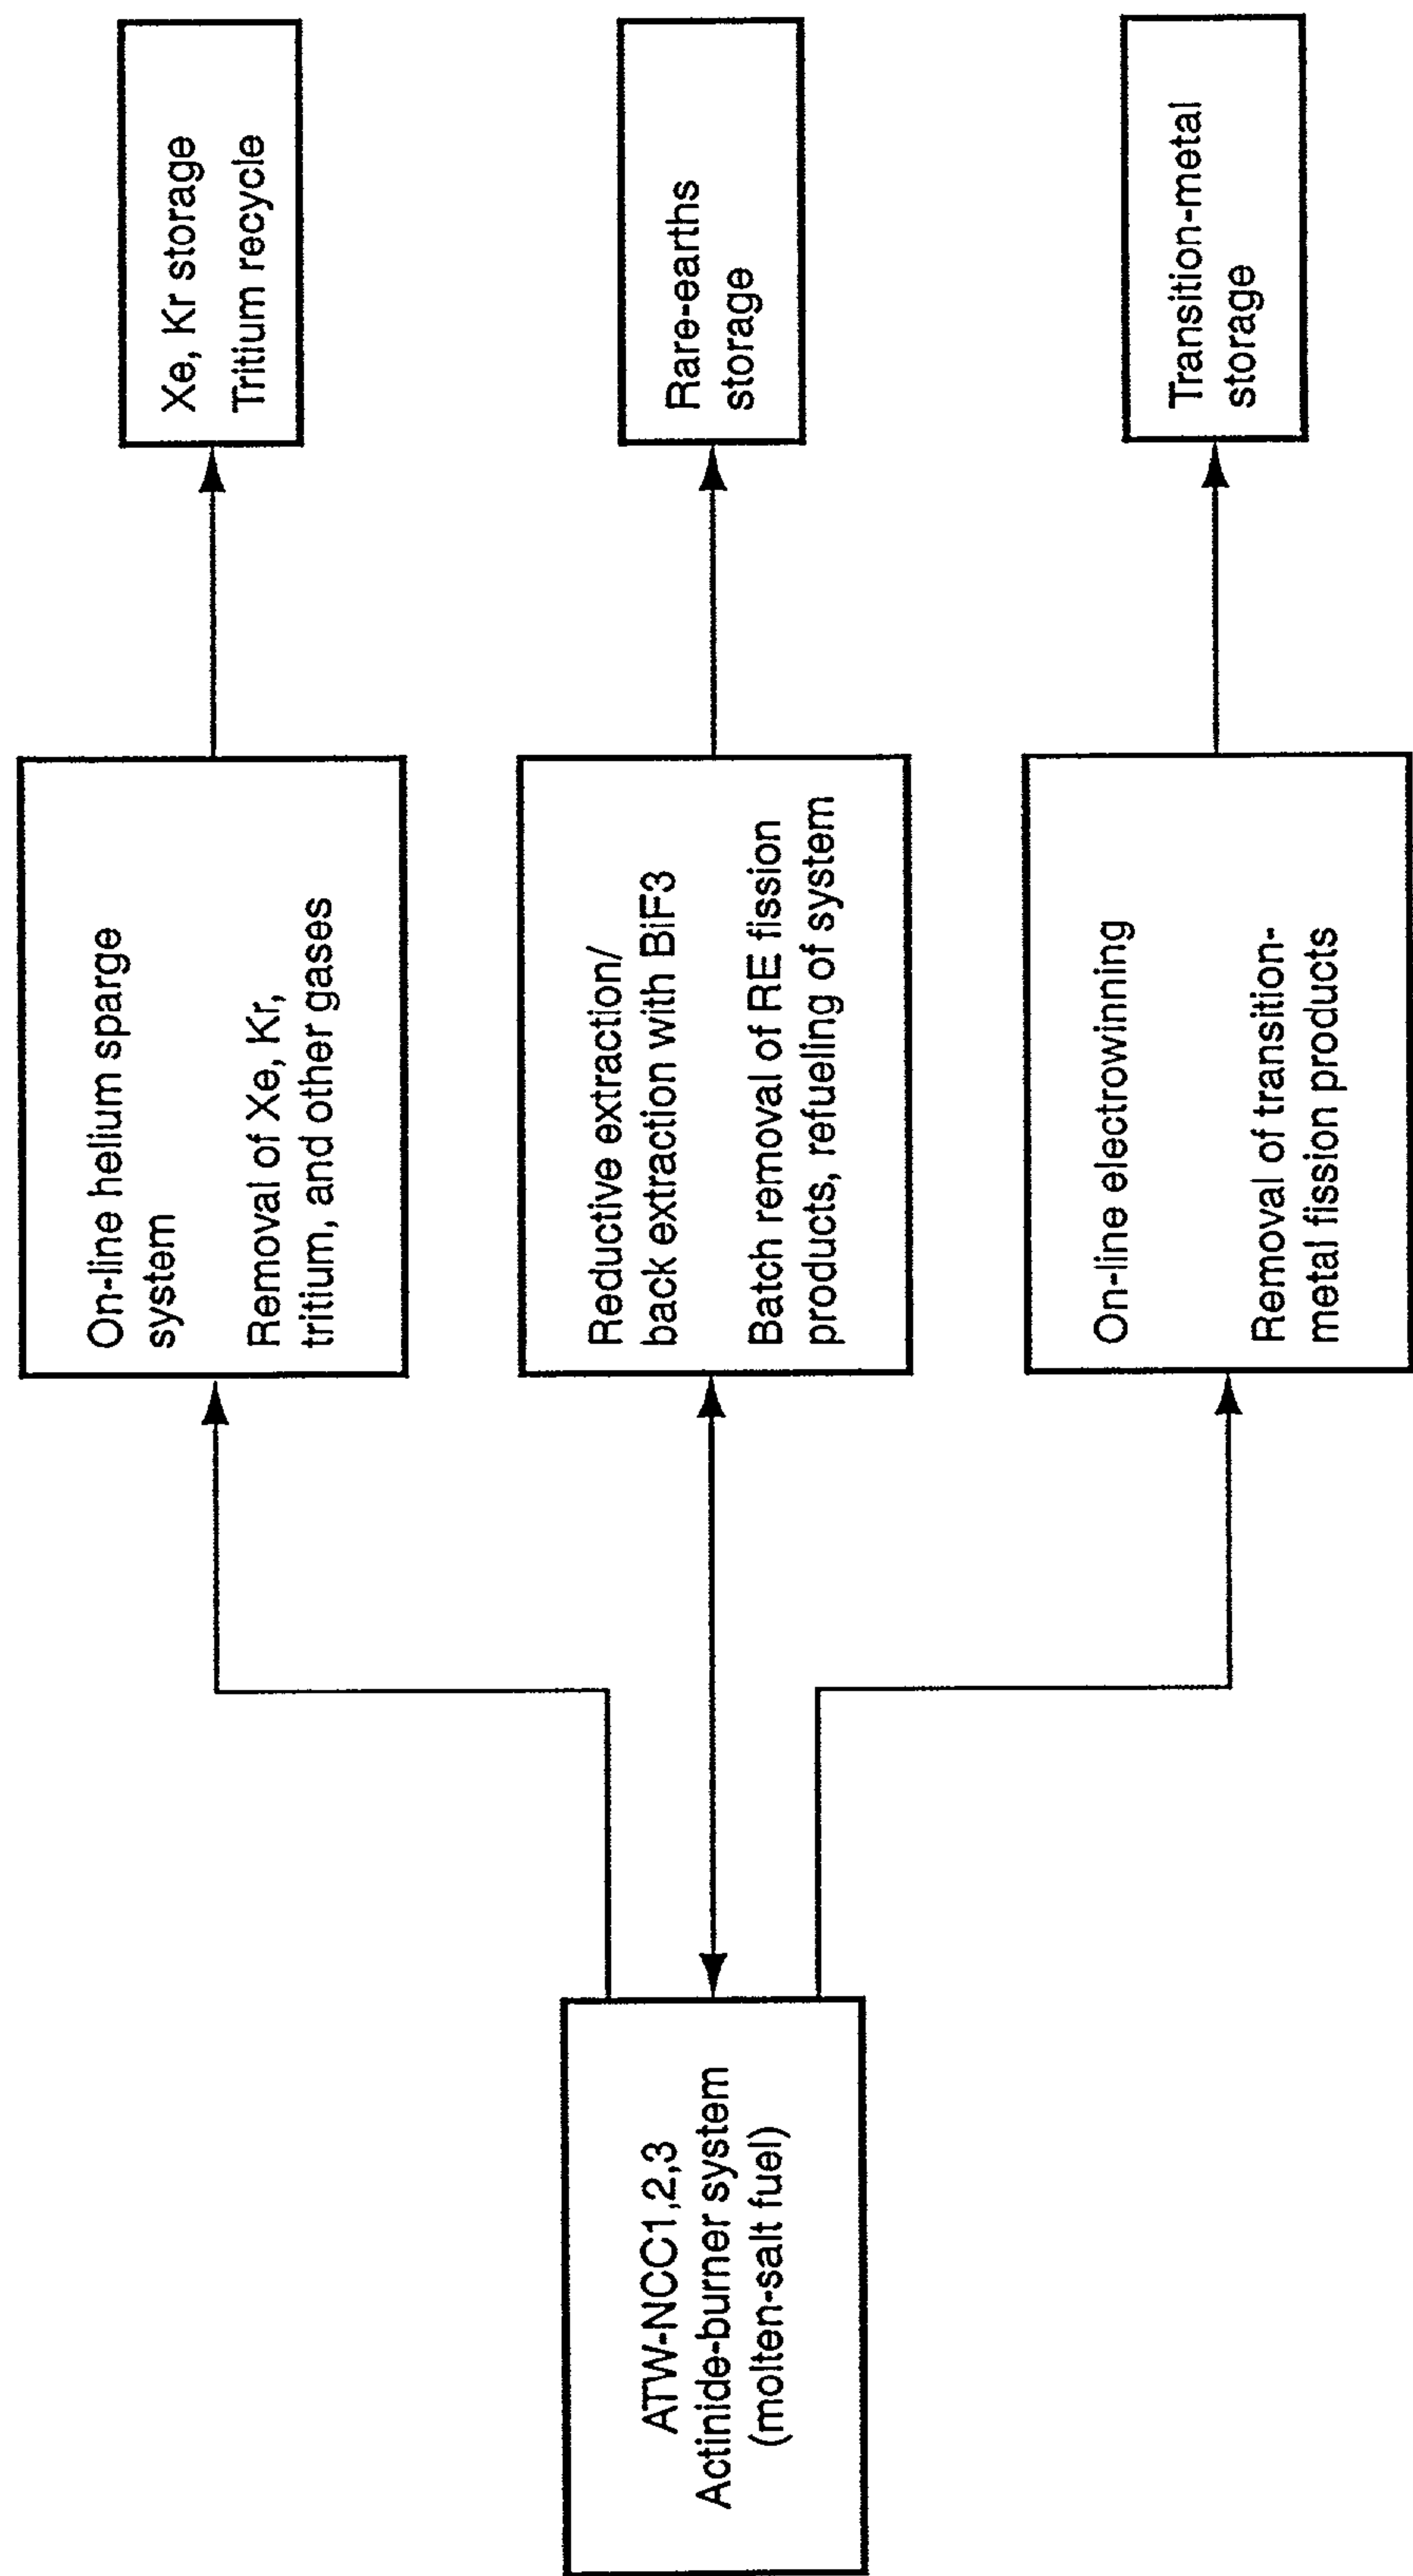 ATW-NCC1,2,3
Actinide-burner system
(molten-salt fuel)
On-line helium sparge
system
Removal of Xe, Kr,
tritium, and other gases
Xe, Kr storage
Tritium recycle
Reductive extraction/
back extraction with BiF3
Batch removal of RE fission
products, refueling of system
Rare-earths
storage
On-line electrowinning
Removal of transition-
metal fission products
Transition-metal
storage